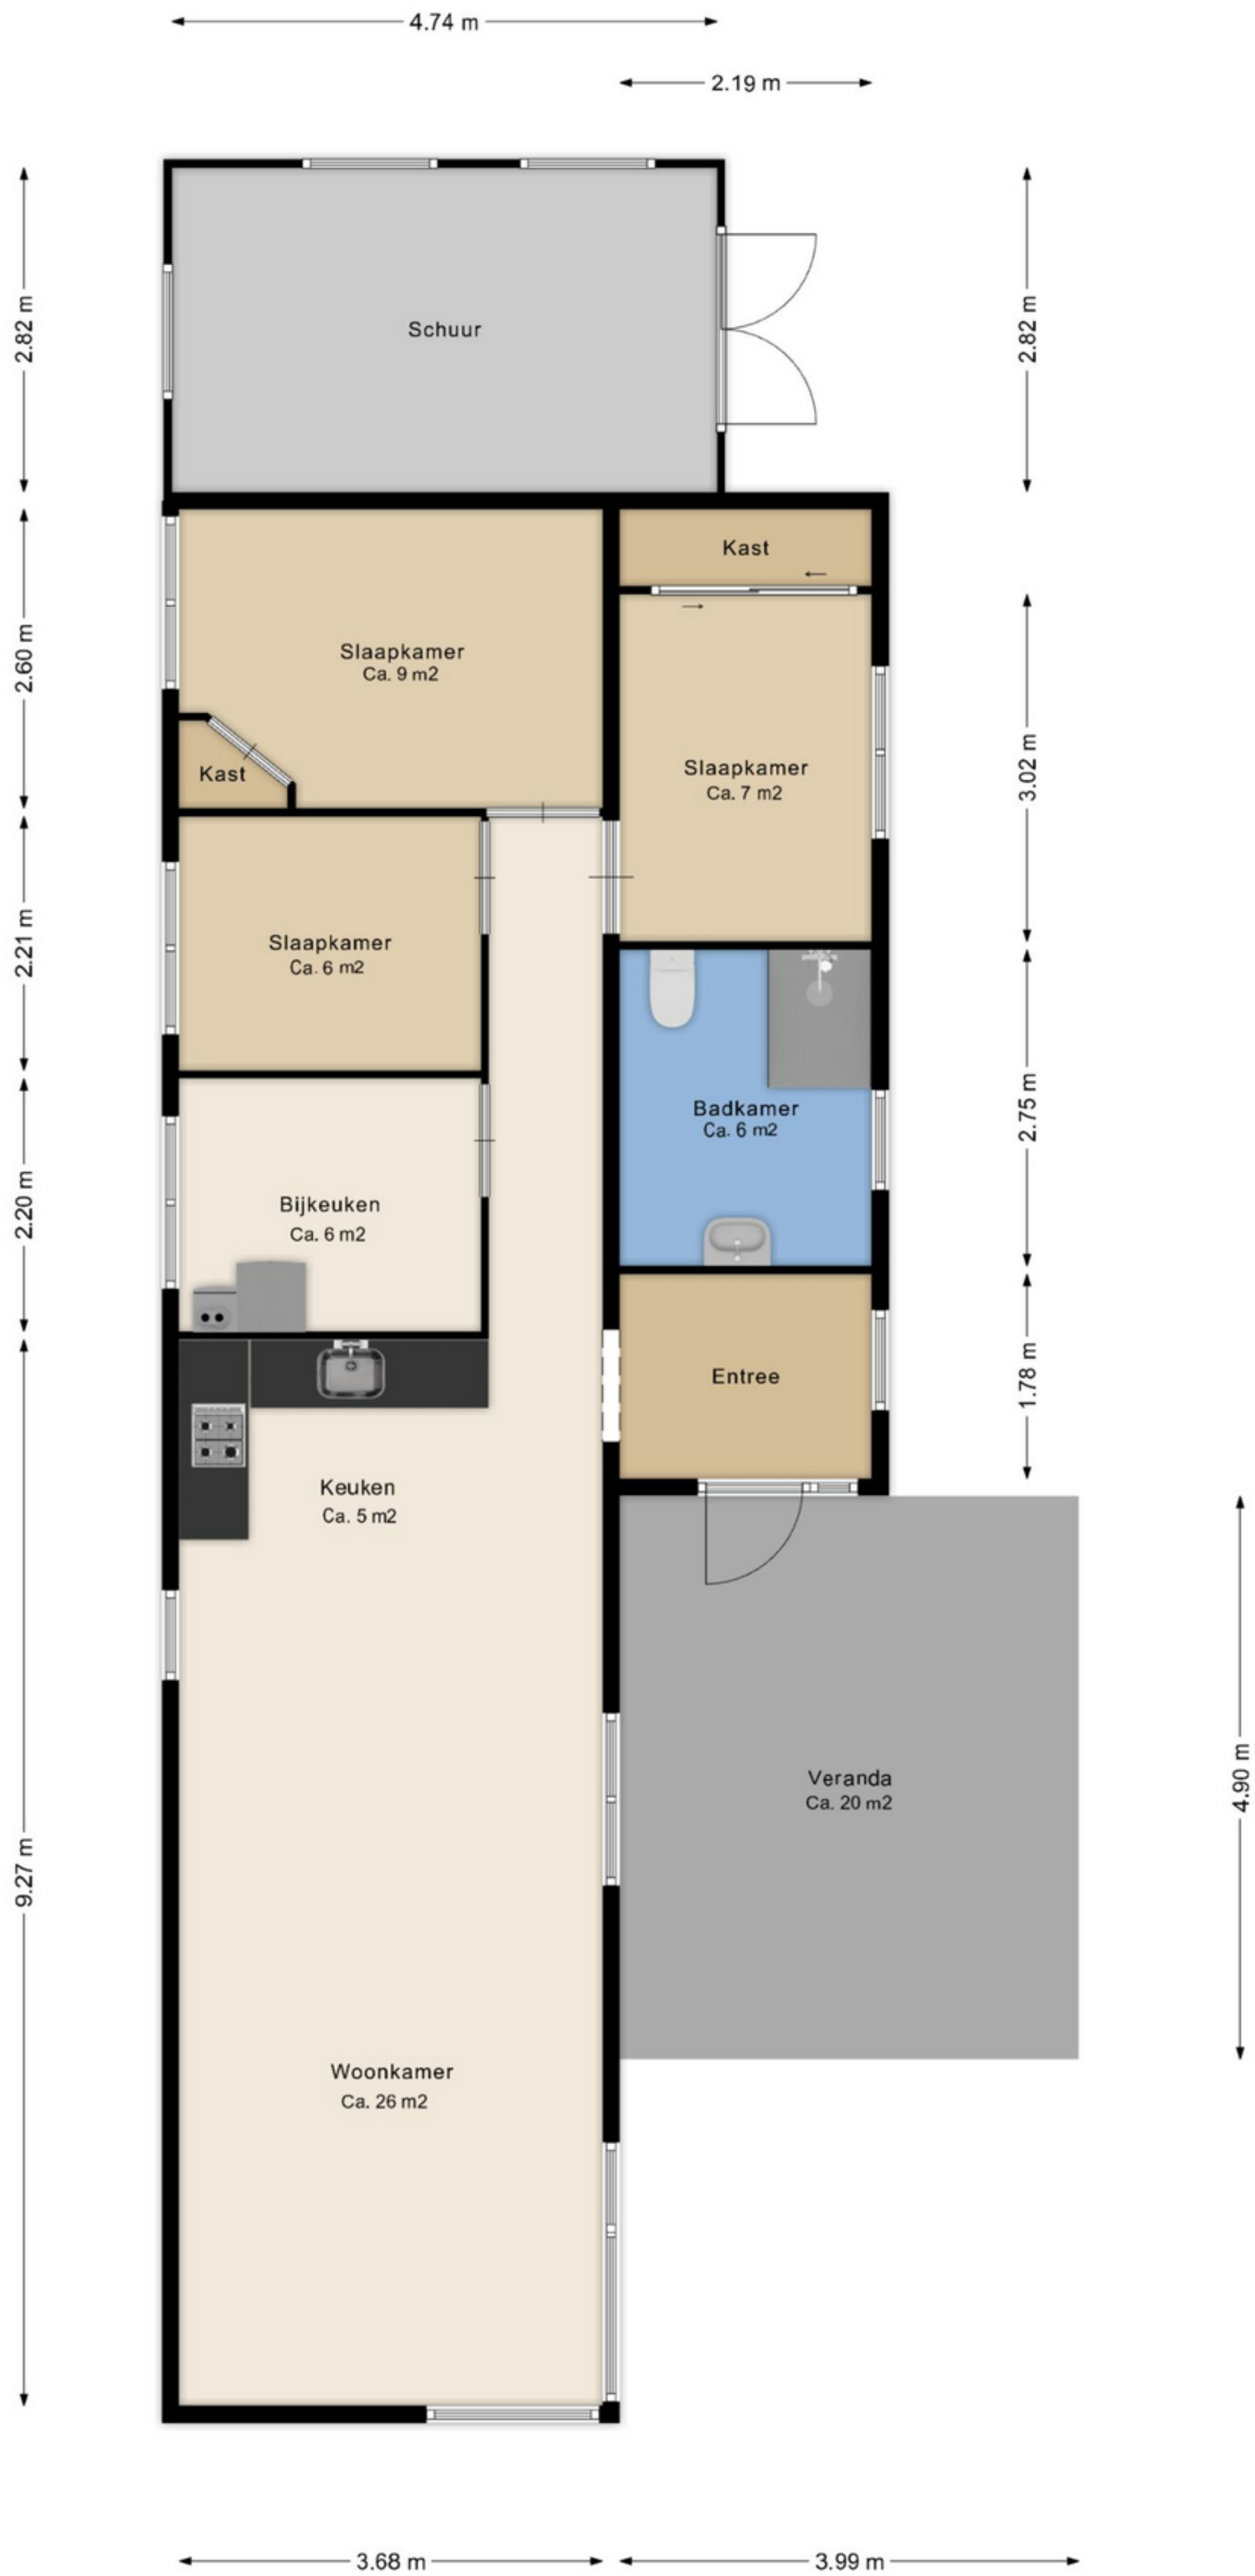 4.74 m
2.19 m
2.82 m
Schuur
2.82 m
Kast
2.60 m
Slaapkamer
Ca. 9 m2
Kast
Slaapkamer
Ca. 7 m2
3.02 m
2.21 m
Slaapkamer
Ca. 6 m2
Badkamer
Ca. 6 m2
2.75 m
2.20 m
Bijkeuken
Ca. 6 m2
Entree
1.78 m
Keuken
Ca. 5 m2
Veranda
Ca. 20 m2
4.90 m
9.27 m
Woonkamer
Ca. 26 m2
3.68 m
3.99 m